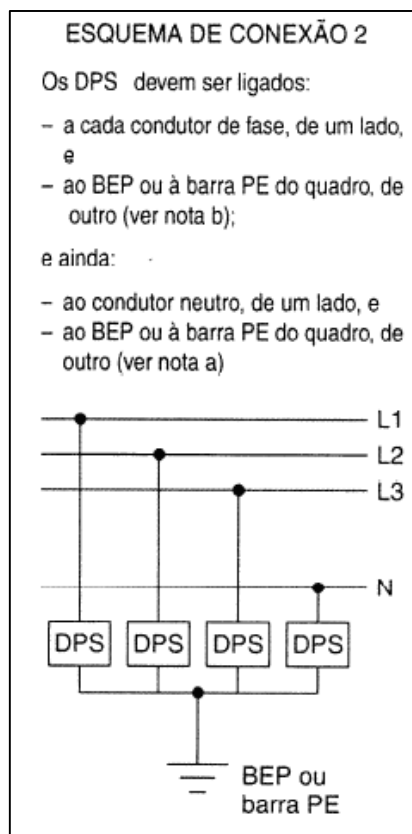 ESQUEMA DE CONEXÃO 2
Os DPS devem ser ligados:
– a cada condutor de fase, de um lado,
e
– ao BEP ou à barra PE do quadro, de
outro (ver nota b);
e ainda:
– ao condutor neutro, de um lado, e
– ao BEP ou à barra PE do quadro, de
outro (ver nota a)
L1
L2
L3
N
DPS DPS DPS DPS
BEP ou
barra PE